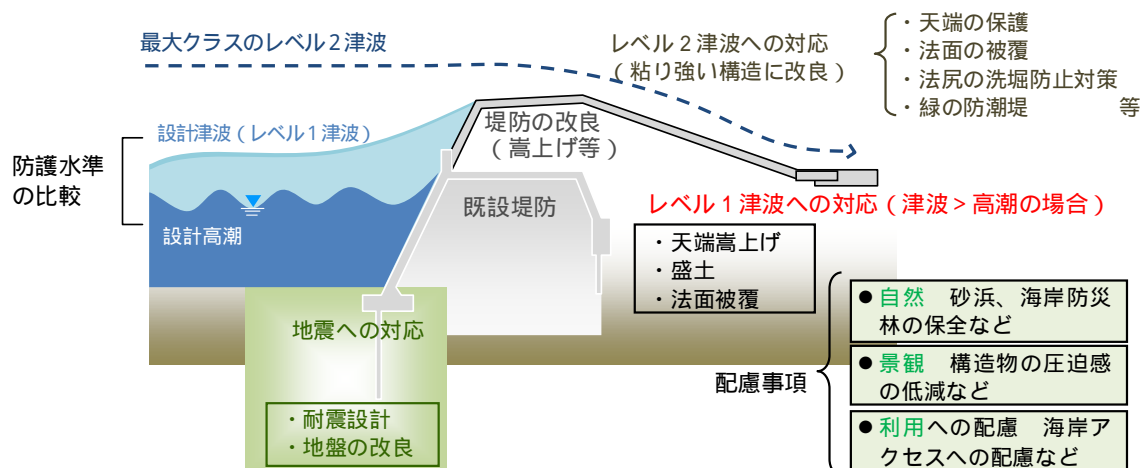 最大クラスのレベル２津波
レベル２津波への対応
（粘り強い構造に改良）
・天端の保護
・法面の被覆
・法尻の洗堀防止対策
・緑の防潮堤　　　等
防護水準
の比較
設計津波（レベル１津波）
設計高潮
堤防の改良
（嵩上げ等）
既設堤防
レベル１津波への対応（津波＞高潮の場合）
・天端嵩上げ
・盛土
・法面被覆
地震への対応
・耐震設計
・地盤の改良
配慮事項
●自然　砂浜、海岸防災
林の保全など
●景観　構造物の圧迫感
の低減など
●利用への配慮　海岸ア
クセスへの配慮など